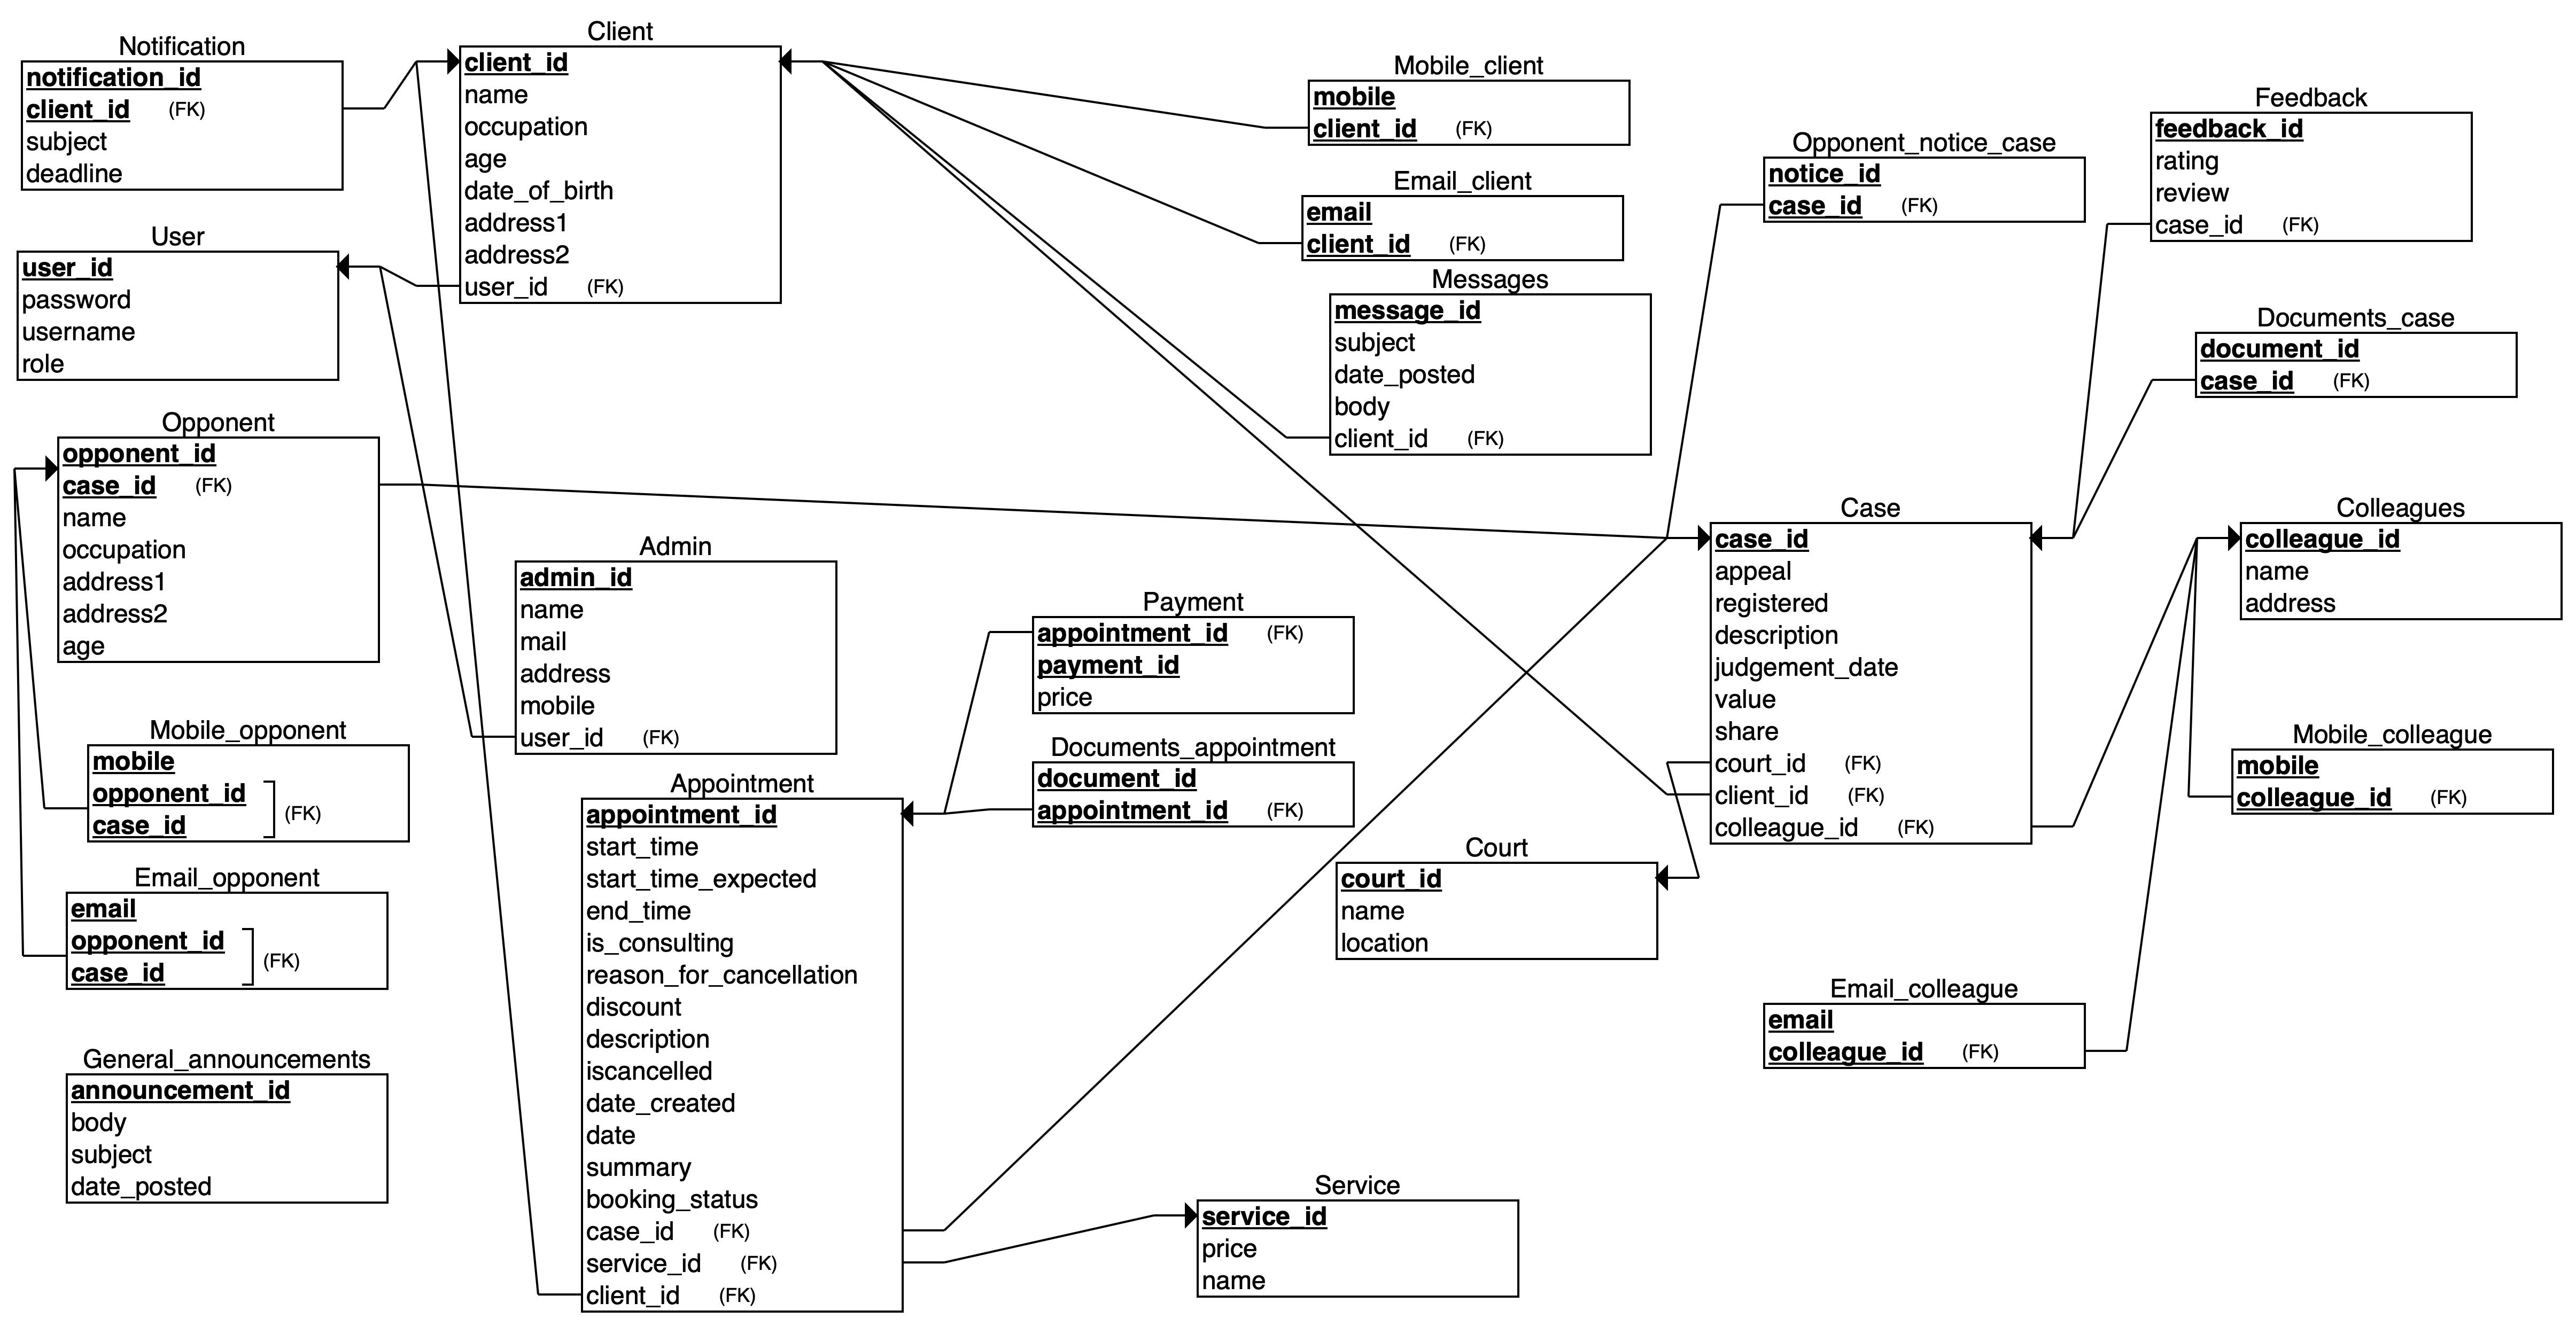 Notification
notification_id
client_id (FK)
subject
deadline
Client
client_id
name
occupation
age
date_of_birth
address1
address2
user_id (FK)
Mobile_client
mobile
client_id (FK)
Email_client
email
client_id (FK)
Messages
message_id
subject
date_posted
body
client_id (FK)
Opponent_notice_case
notice_id
case_id (FK)
Feedback
feedback_id
rating
review
case_id (FK)
Documents_case
document_id
case_id (FK)
User
user_id
password
username
role
Opponent
opponent_id
case_id (FK)
name
occupation
address1
address2
age
Admin
admin_id
name
mail
address
mobile
user_id (FK)
Payment
appointment_id (FK)
payment_id
price
Documents_appointment
document_id
appointment_id (FK)
Case
case_id
appeal
registered
description
judgement_date
value
share
court_id (FK)
client_id (FK)
colleague_id (FK)
Colleagues
colleague_id
name
address
Mobile_colleague
mobile
colleague_id (FK)
Mobile_opponent
mobile
opponent_id
case_id
(FK)
Email_opponent
email
opponent_id
case_id
(FK)
General_announcements
announcement_id
body
subject
date_posted
Appointment
appointment_id
start_time
start_time_expected
end_time
is_consulting
reason_for_cancellation
discount
description
iscancelled
date_created
date
summary
booking_status
case_id (FK)
service_id (FK)
client_id (FK)
Court
court_id
name
location
Email_colleague
email
colleague_id (FK)
Service
service_id
price
name